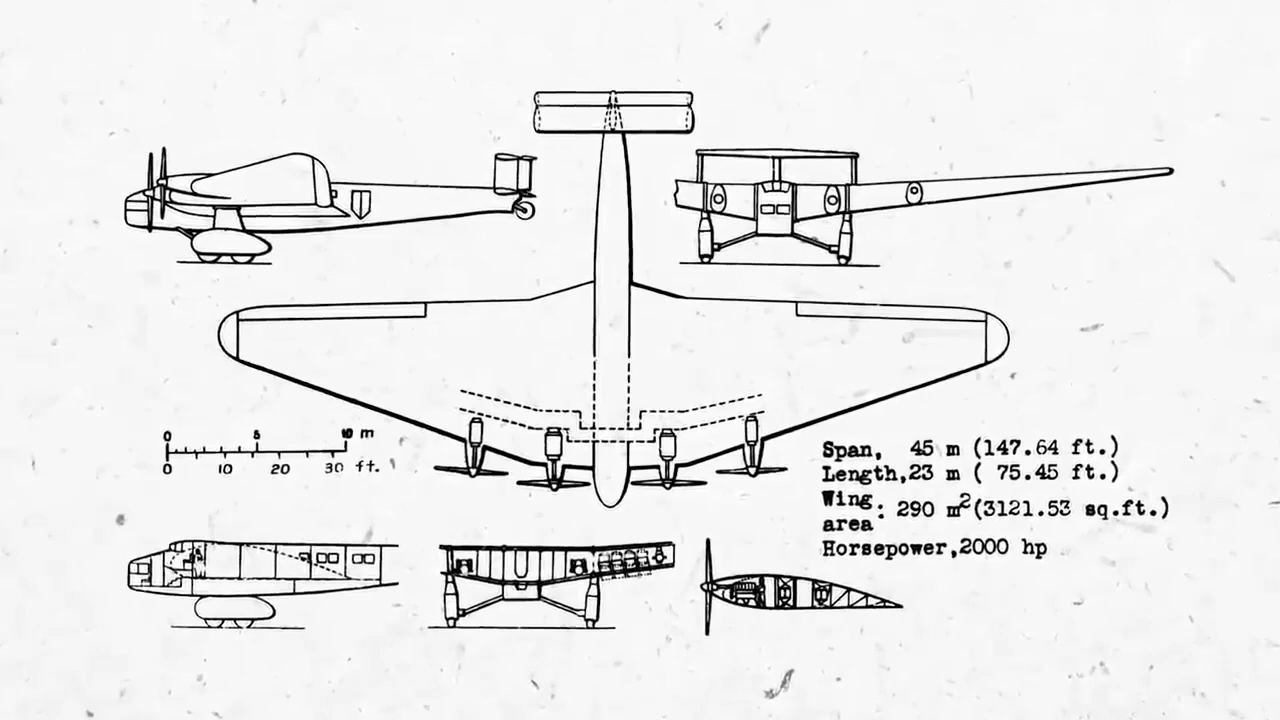 0 5 10 m
0 10 20 30 ft.
Span, 45 m (147.64 ft.)
Length,23 m ( 75.45 ft.)
Wing area: 290 m²(3121.53 sq.ft.)
Horsepower,2000 hp